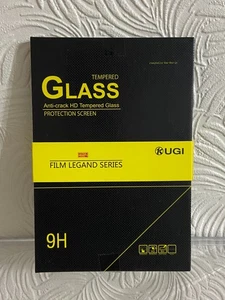 TEMPERED
GLASS
Anti-crack HD Tempered Glass
PROTECTION SCREEN
KUGI
FILM LEGAND SERIES
9H